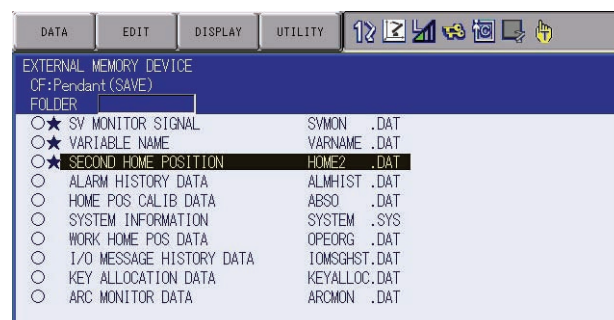 DATA EDIT DISPLAY UTILITY
EXTERNAL MEMORY DEVICE
CF:Pendant(SAVE)
FOLDER
○★ SV MONITOR SIGNAL SVMON .DAT
○★ VARIABLE NAME VARNAME .DAT
○★ SECOND HOME POSITION HOME2 .DAT
○ ALARM HISTORY DATA ALMHIST .DAT
○ HOME POS CALIB DATA ABSO .DAT
○ SYSTEM INFORMATION SYSTEM .SYS
○ WORK HOME POS DATA OPEORG .DAT
○ I/O MESSAGE HISTORY DATA IOMSGHST.DAT
○ KEY ALLOCATION DATA KEYALLOC.DAT
○ ARC MONITOR DATA ARCMON .DAT